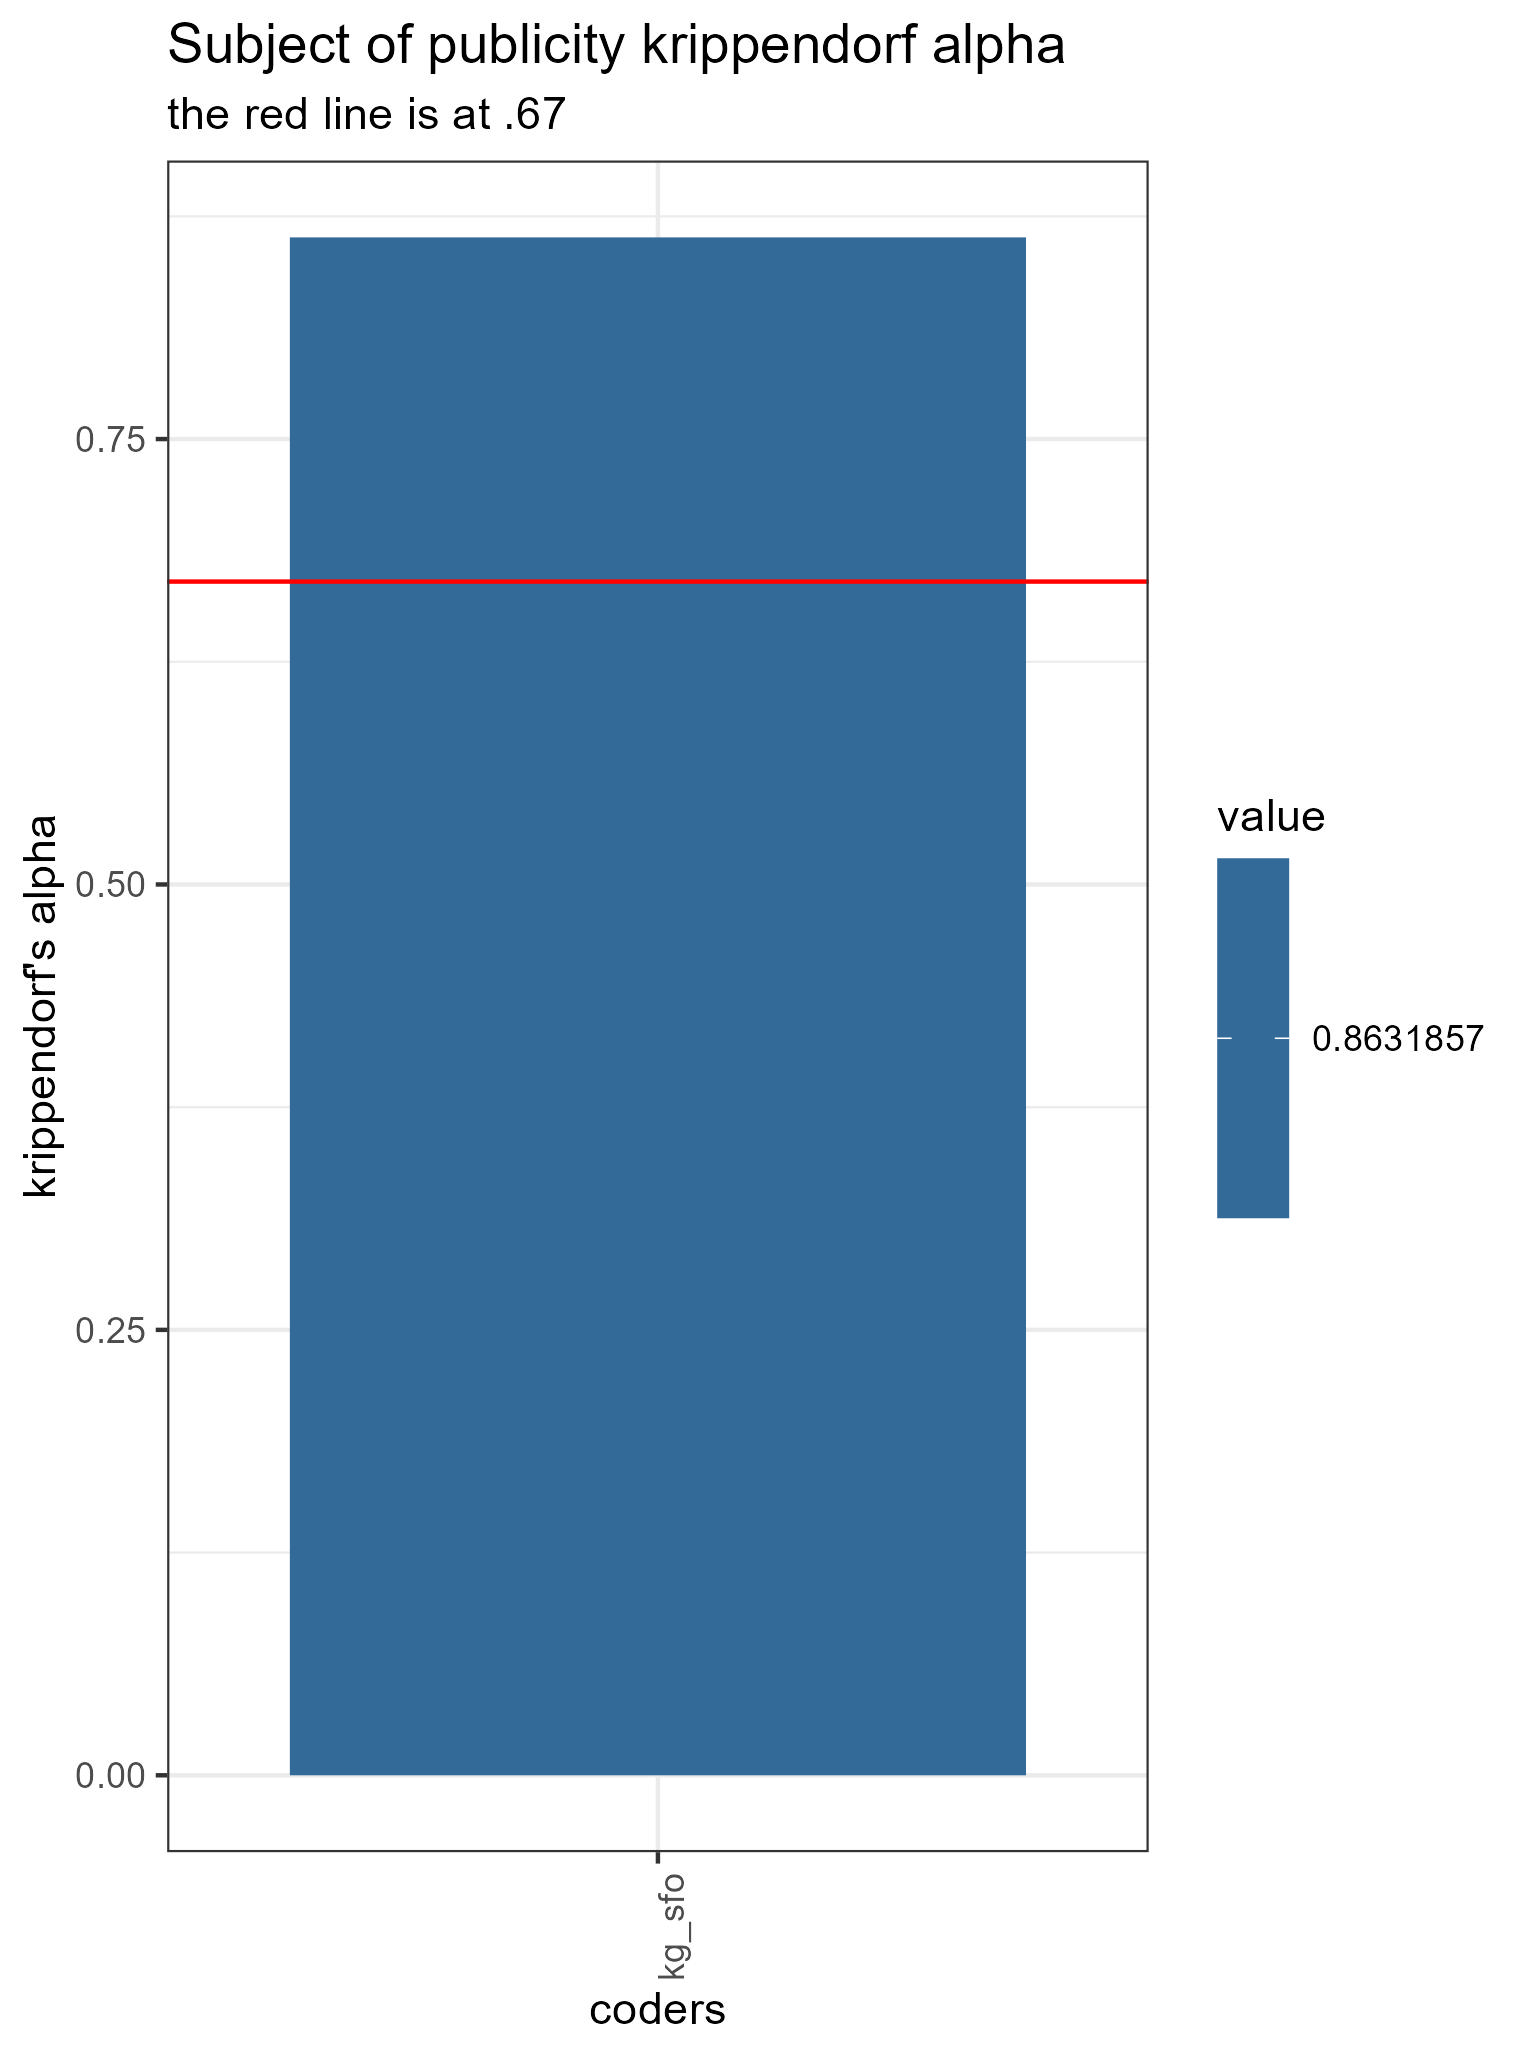 Subject of publicity krippendorf alpha
the red line is at .67
krippendorf's alpha
0.75
0.50
0.25
0.00
kg_sfo
coders
value
0.8631857